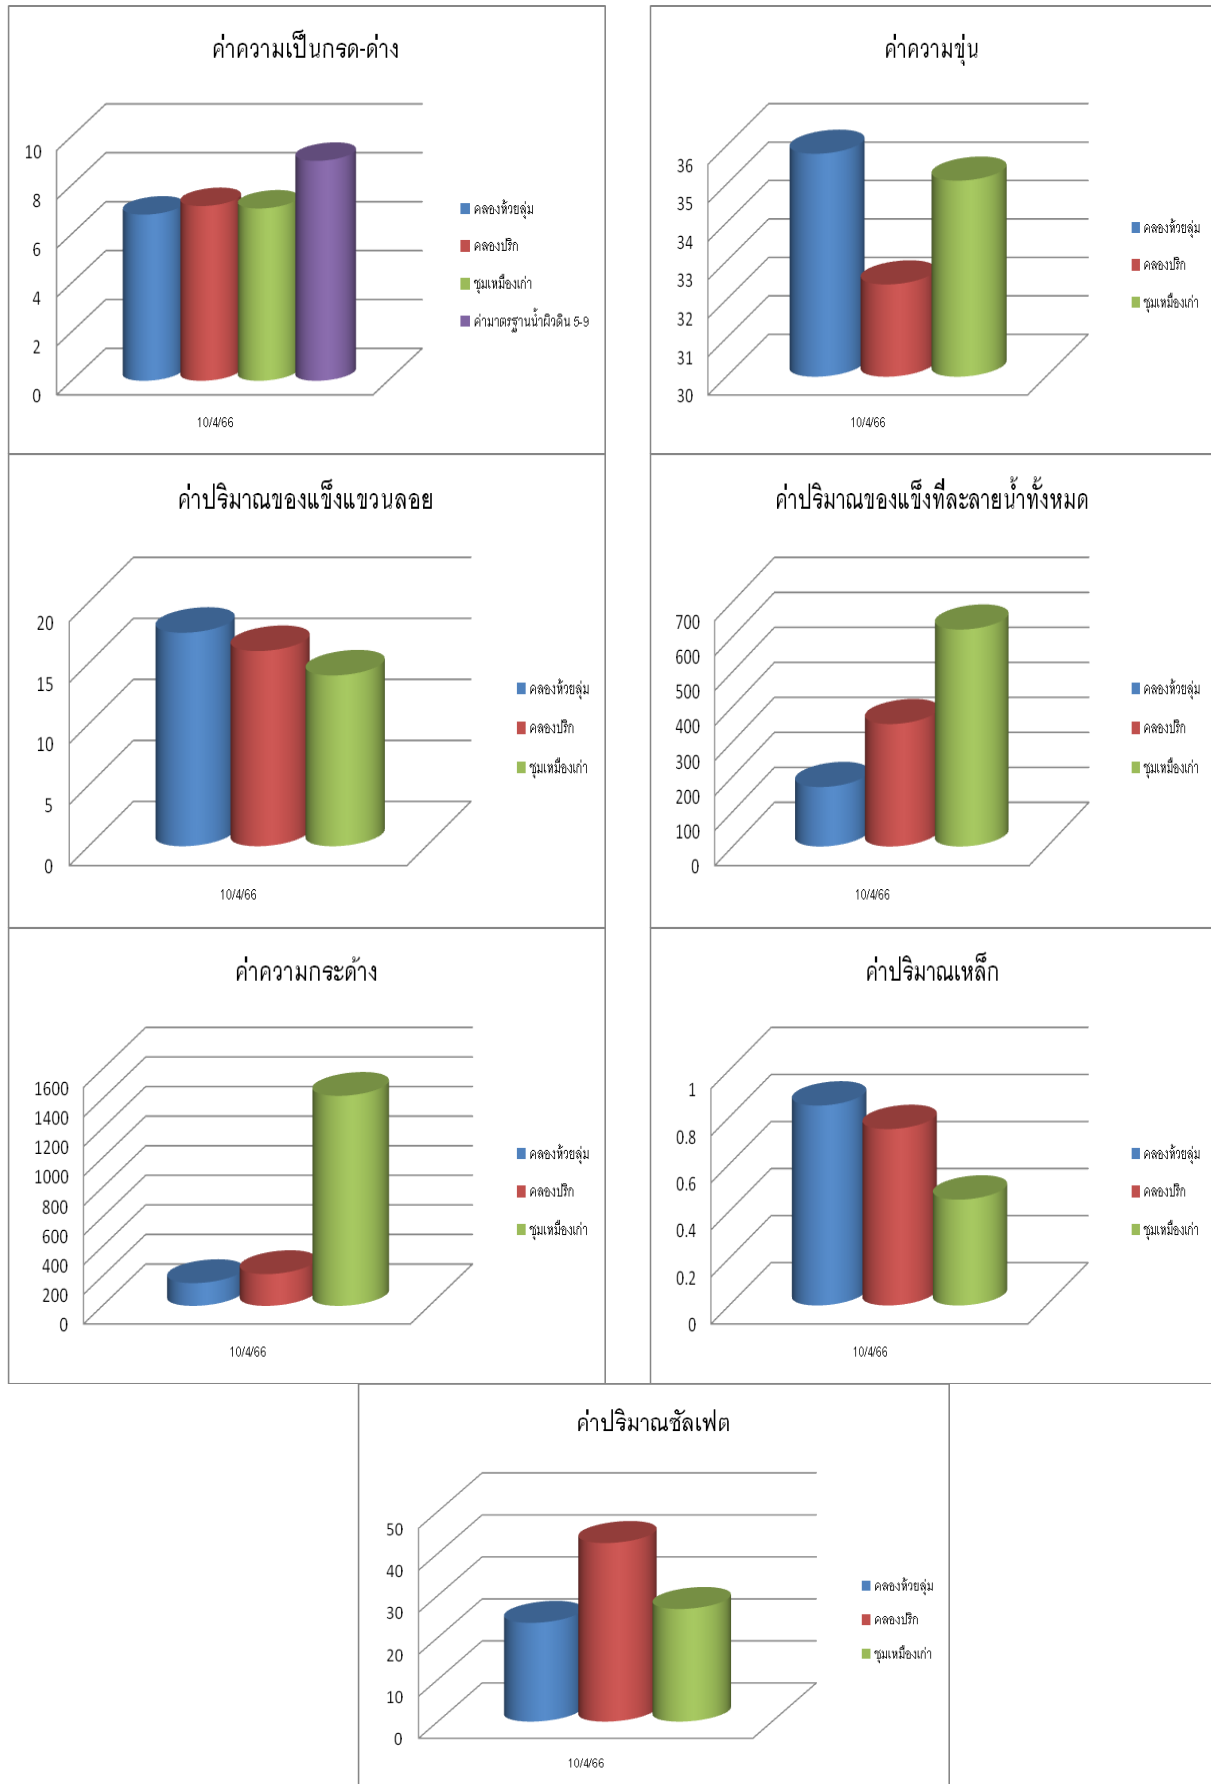 ค่าความเป็นกรด-ด่าง
10
8
6
4
2
0
10/4/66
คลองห้วยลุ่ม
คลองปริก
ชุมเหมืองเก่า
ค่ามาตรฐานน้ำผิวดิน 5-9
ค่าความขุ่น
36
35
34
33
32
31
30
10/4/66
คลองห้วยลุ่ม
คลองปริก
ชุมเหมืองเก่า
ค่าปริมาณของแข็งแขวนลอย
20
15
10
5
0
10/4/66
คลองห้วยลุ่ม
คลองปริก
ชุมเหมืองเก่า
ค่าปริมาณของแข็งที่ละลายน้ำทั้งหมด
700
600
500
400
300
200
100
0
10/4/66
คลองห้วยลุ่ม
คลองปริก
ชุมเหมืองเก่า
ค่าความกระด้าง
1600
1400
1200
1000
800
600
400
200
0
10/4/66
คลองห้วยลุ่ม
คลองปริก
ชุมเหมืองเก่า
ค่าปริมาณเหล็ก
1
0.8
0.6
0.4
0.2
0
10/4/66
คลองห้วยลุ่ม
คลองปริก
ชุมเหมืองเก่า
ค่าปริมาณซัลเฟต
50
40
30
20
10
0
10/4/66
คลองห้วยลุ่ม
คลองปริก
ชุมเหมืองเก่า